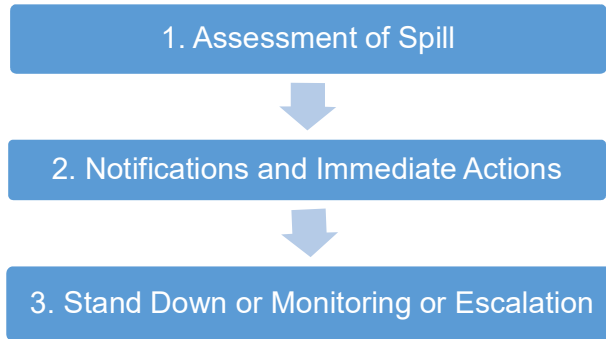 1. Assessment of Spill
2. Notifications and Immediate Actions
3. Stand Down or Monitoring or Escalation